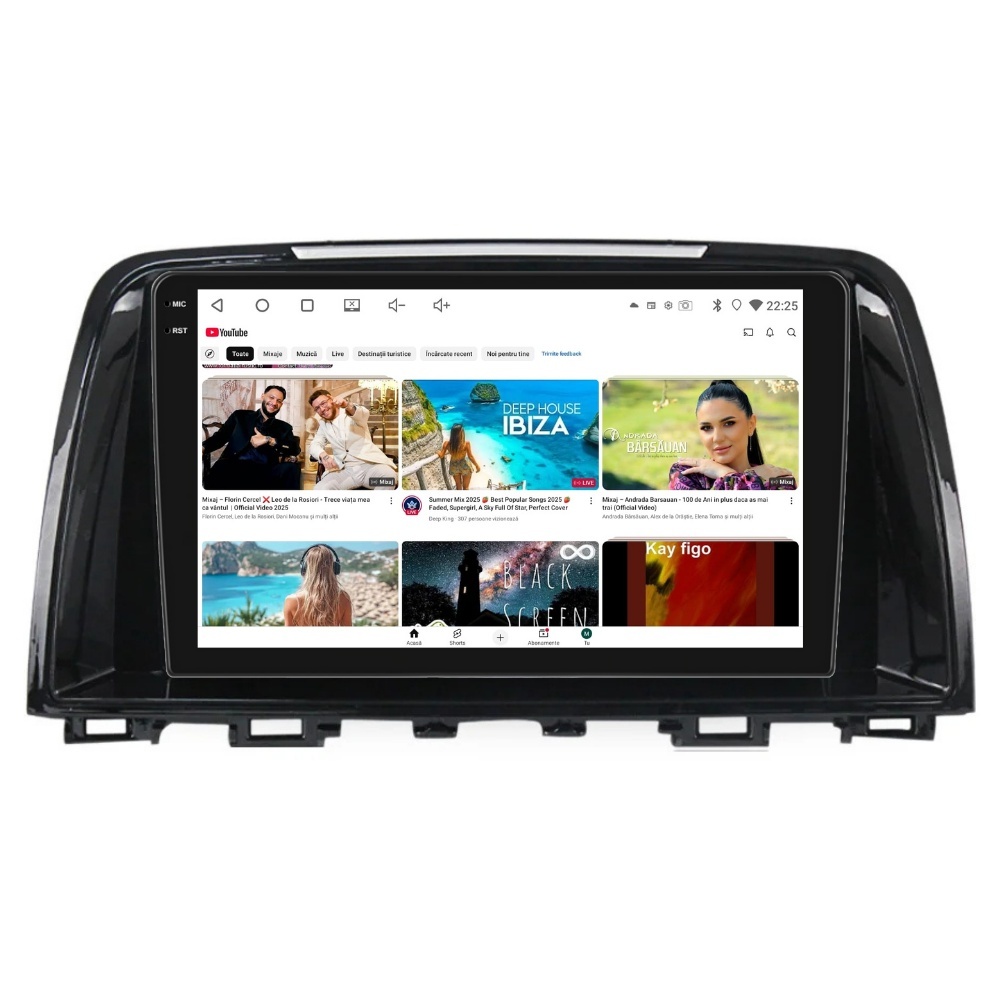 MIC
22:25
RST
YouTube
Toate
Mixaje
Muzică
Live
Destinații turistice
Încărcate recent
Noi pentru tine
Trimite feedback
DEEP HOUSE
IBIZA
ANDRADA
BÂRSĂUAN
Mixaj
LIVE
Mixaj
Mixaj – Florin Cercel ❌ Leo de la Rosiori - Trece viața mea
ca vântul | Official Video 2025
Florin Cercel, Leo de la Rosiori, Dani Mocanu și mulți alții
LIVE
Summer Mix 2025 🍓 Best Popular Songs 2025 🍓
Faded, Supergirl, A Sky Full Of Star, Perfect Cover
Deep King · 307 persoane vizionează
Mixaj – Andrada Barsauan - 100 de Ani in plus daca as mai
trai (Official Video)
Andrada Bârsăuan, Alex de la Orăștie, Elena Turno și mulți alții
BLACK
SCREEN
Kay figo
Acasă
Shorts
Abonamente
M
Tu